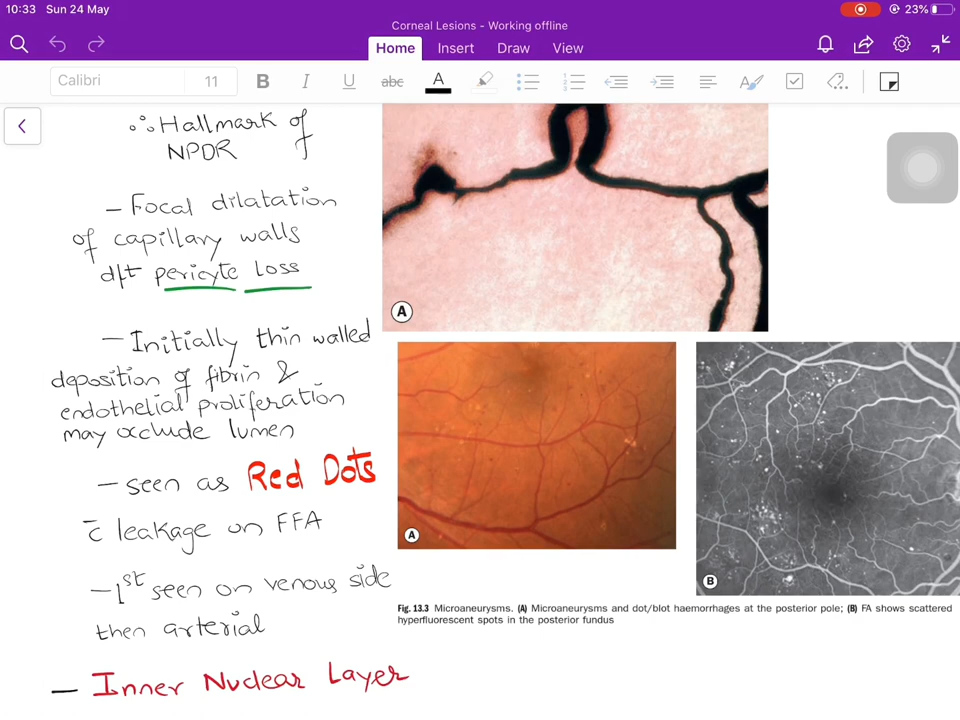 10:33 Sun 24 May
23%
Corneal Lesions - Working offline
Home Insert Draw View
Calibri 11 B I U abc A
∴ Hallmark of
NPDR
- Focal dilatation
of capillary walls
d/t pericyte Loss
- Initially thin walled
deposition of fibrin &
endothelial proliferation
may occlude lumen
- seen as Red Dots
c̄ leakage on FFA
- 1st seen on venous side
then arterial
- Inner Nuclear Layer
A
A
B
Fig. 13.3 Microaneurysms. (A) Microaneurysms and dot/blot haemorrhages at the posterior pole; (B) FA shows scattered
hyperfluorescent spots in the posterior fundus